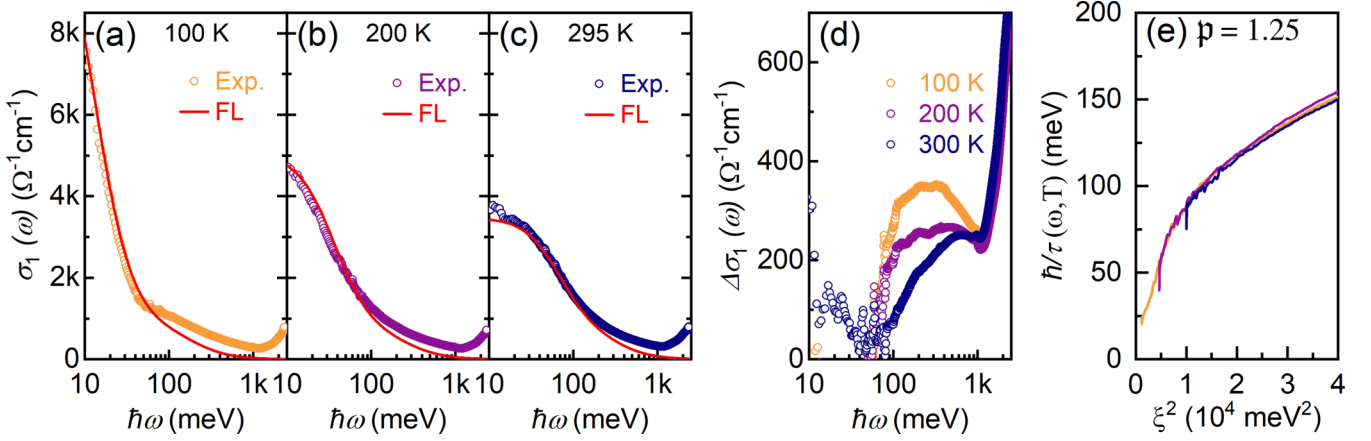 (a) 100 K
Exp.
FL
(b) 200 K
Exp.
FL
(c) 295 K
Exp.
FL
8k
6k
4k
2k
0
σ₁ (ω) (Ω⁻¹cm⁻¹)
10 100 1k
ħω (meV)
10 100 1k
ħω (meV)
10 100 1k
ħω (meV)
(d)
100 K
200 K
300 K
600
400
200
0
Δσ₁ (ω) (Ω⁻¹cm⁻¹)
10 100 1k
ħω (meV)
(e) 𝔭 = 1.25
200
150
100
50
0
ħ/τ (ω,T) (meV)
0 1 2 3 4
ξ² (10⁴ meV²)